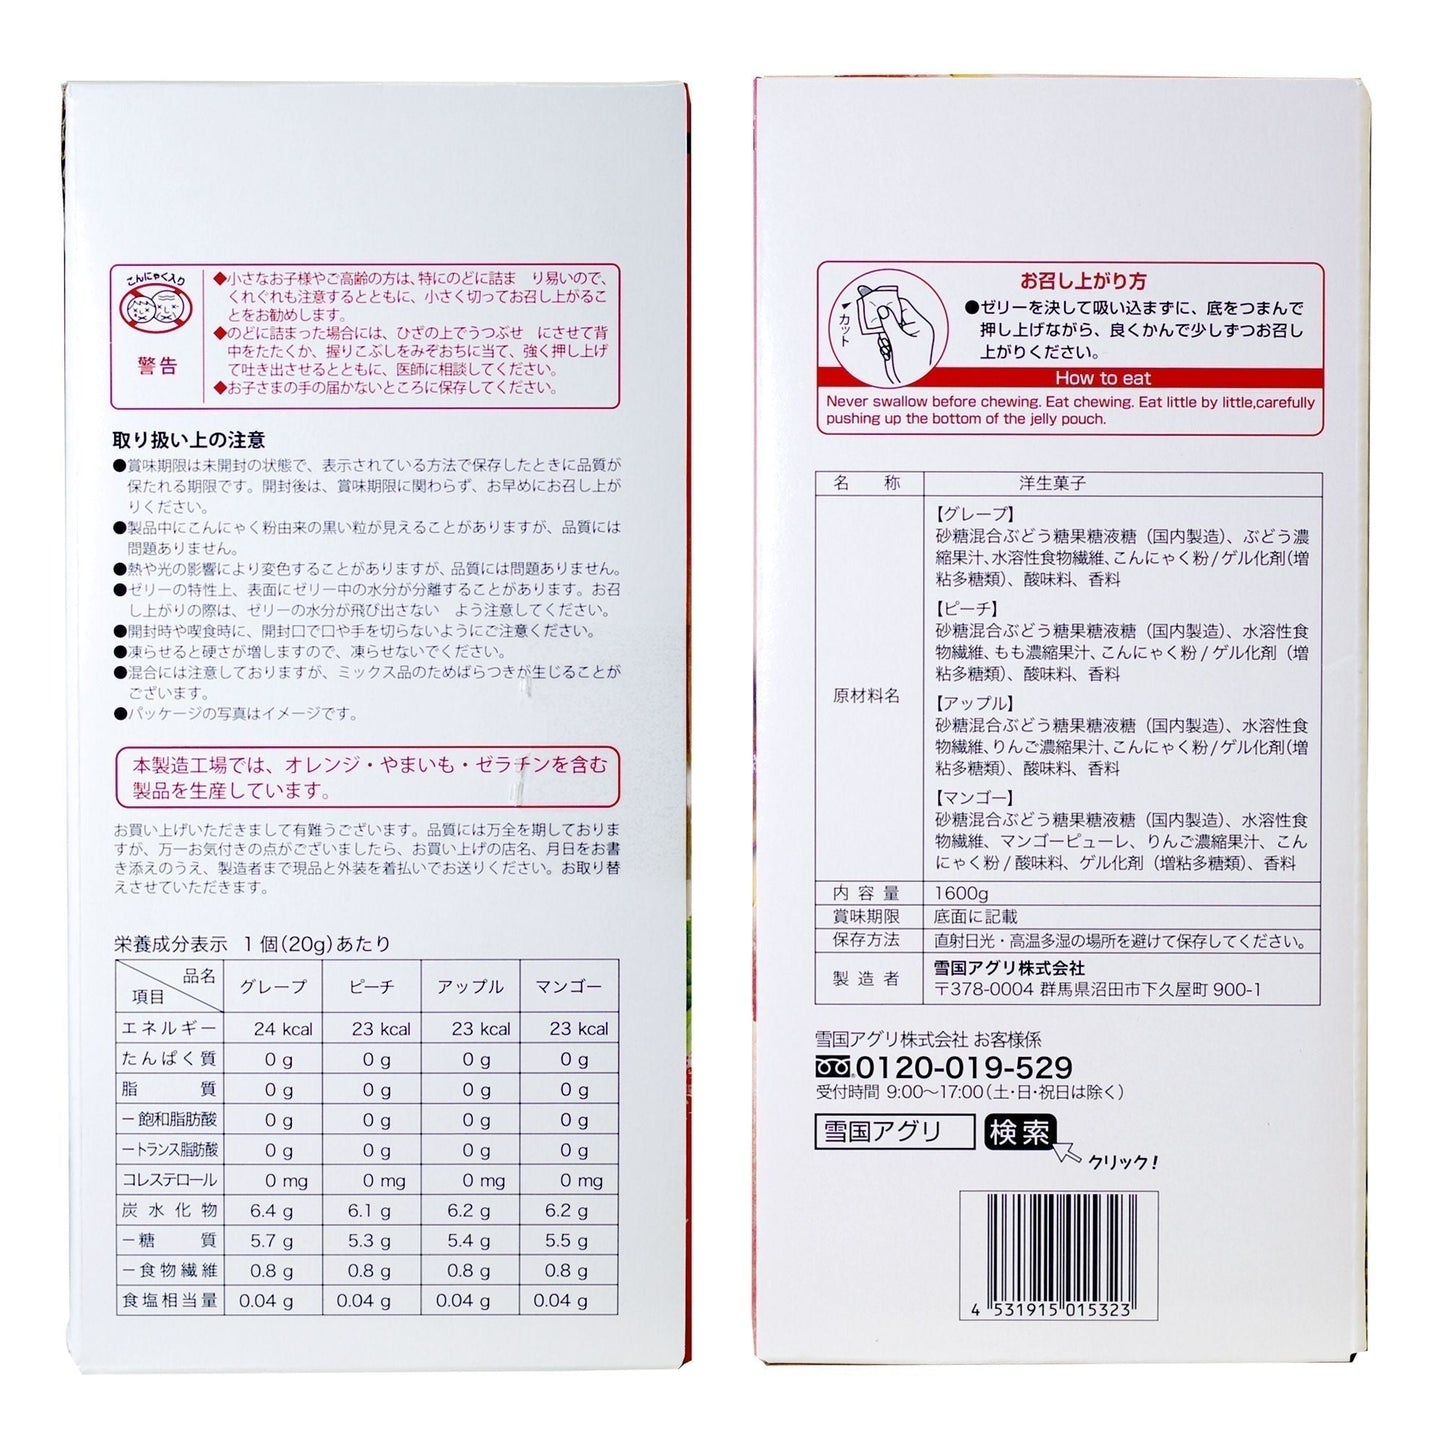 こんにゃく入り
警告
◆小さなお子様やご高齢の方は、特にのどに詰ま り易いので、
くれぐれも注意するとともに、小さく切ってお召し上がるこ
とをお勧めします。
◆のどに詰まった場合には、ひざの上でうつぶせ にさせて背
中をたたくか、握りこぶしをみぞおちに当て、強く押し上げ
て吐き出させるとともに、医師に相談してください。
◆お子さまの手の届かないところに保存してください。
取り扱い上の注意
●賞味期限は未開封の状態で、表示されている方法で保存したときに品質が
保たれる期限です。開封後は、賞味期限に関わらず、お早めにお召し上が
りください。
●製品中にこんにゃく粉由来の黒い粒が見えることがありますが、品質には
問題ありません。
●熱や光の影響により変色することがありますが、品質には問題ありません。
●ゼリーの特性上、表面にゼリー中の水分が分離することがあります。お召
し上がりの際は、ゼリーの水分が飛び出さない よう注意してください。
●開封時や喫食時に、開封口で口や手を切らないようにご注意ください。
●凍らせると硬さが増しますので、凍らせないでください。
●混合には注意しておりますが、ミックス品のためばらつきが生じることが
ございます。
●パッケージの写真はイメージです。
本製造工場では、オレンジ・やまいも・ゼラチンを含む
製品を生産しています。
お買い上げいただきまして有難うございます。品質には万全を期しておりま
すが、万一お気付きの点がございましたら、お買い上げの店名、月日をお書
き添えのうえ、製造者まで現品と外装を着払いでお送りください。お取り替
えさせていただきます。
栄養成分表示 1個(20g)あたり
品名
項目 グレープ ピーチ アップル マンゴー
エネルギー 24 kcal 23 kcal 23 kcal 23 kcal
たんぱく質 0 g 0 g 0 g 0 g
脂質 0 g 0 g 0 g 0 g
－飽和脂肪酸 0 g 0 g 0 g 0 g
－トランス脂肪酸 0 g 0 g 0 g 0 g
コレステロール 0 mg 0 mg 0 mg 0 mg
炭水化物 6.4 g 6.1 g 6.2 g 6.2 g
－糖質 5.7 g 5.3 g 5.4 g 5.5 g
－食物繊維 0.8 g 0.8 g 0.8 g 0.8 g
食塩相当量 0.04 g 0.04 g 0.04 g 0.04 g
カット
お召し上がり方
●ゼリーを決して吸い込まずに、底をつまんで
押し上げながら、良くかんで少しずつお召し
上がりください。
How to eat
Never swallow before chewing. Eat chewing. Eat little by little,carefully
pushing up the bottom of the jelly pouch.
名称 洋生菓子
原材料名
【グレープ】
砂糖混合ぶどう糖果糖液糖（国内製造）、ぶどう濃
縮果汁、水溶性食物繊維、こんにゃく粉/ゲル化剤(増
粘多糖類)、酸味料、香料
【ピーチ】
砂糖混合ぶどう糖果糖液糖（国内製造）、水溶性食
物繊維、もも濃縮果汁、こんにゃく粉/ゲル化剤（増
粘多糖類）、酸味料、香料
【アップル】
砂糖混合ぶどう糖果糖液糖（国内製造）、水溶性食
物繊維、りんご濃縮果汁、こんにゃく粉/ゲル化剤(増
粘多糖類)、酸味料、香料
【マンゴー】
砂糖混合ぶどう糖果糖液糖（国内製造）、水溶性食
物繊維、マンゴーピューレ、りんご濃縮果汁、こん
にゃく粉/酸味料、ゲル化剤（増粘多糖類）、香料
内容量 1600g
賞味期限 底面に記載
保存方法 直射日光・高温多湿の場所を避けて保存してください。
製造者 雪国アグリ株式会社
〒378-0004 群馬県沼田市下久屋町 900-1
雪国アグリ株式会社 お客様係
0120-019-529
受付時間 9:00～17:00(土・日・祝日は除く)
雪国アグリ 検索
クリック!
4 531915 015323